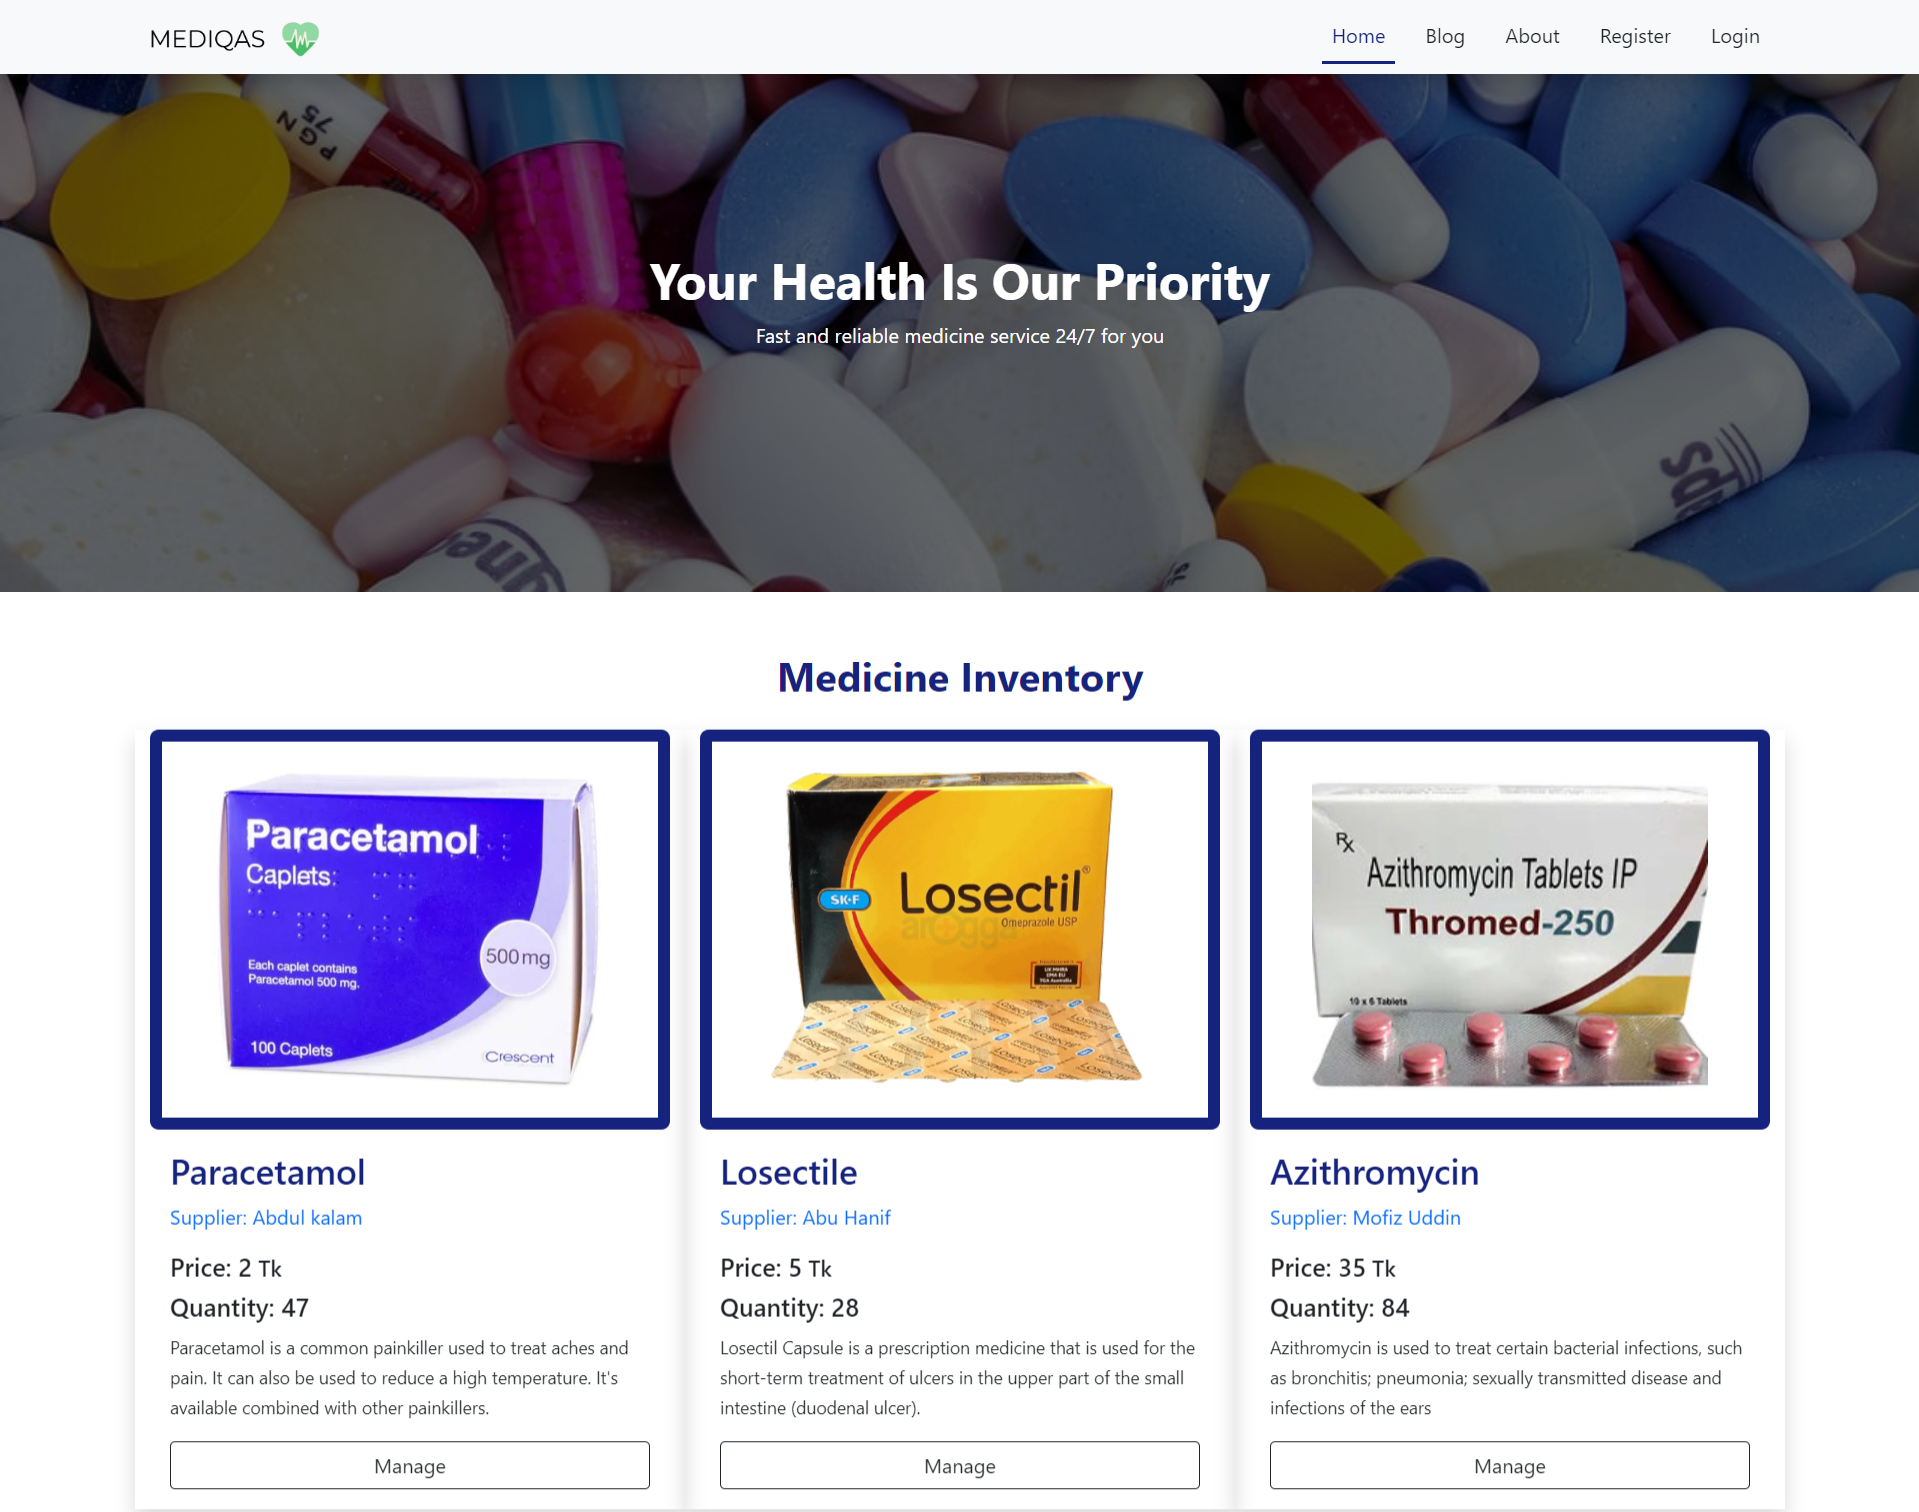 MEDIQAS
Home
Blog
About
Register
Login
PGN
75
Your Health Is Our Priority
Fast and reliable medicine service 24/7 for you
Medicine Inventory
Paracetamol
Caplets:
500mg
Each caplet contains
Paracetamol 500 mg.
100 Caplets
Crescent
SK-F
Losectil®
Omeprazole USP
arogga
Rx
Azithromycin Tablets IP
Thromed-250
10 x 6 Tablets
Paracetamol
Supplier: Abdul kalam
Price: 2 Tk
Quantity: 47
Paracetamol is a common painkiller used to treat aches and
pain. It can also be used to reduce a high temperature. It's
available combined with other painkillers.
Manage
Losectile
Supplier: Abu Hanif
Price: 5 Tk
Quantity: 28
Losectil Capsule is a prescription medicine that is used for the
short-term treatment of ulcers in the upper part of the small
intestine (duodenal ulcer).
Manage
Azithromycin
Supplier: Mofiz Uddin
Price: 35 Tk
Quantity: 84
Azithromycin is used to treat certain bacterial infections, such
as bronchitis; pneumonia; sexually transmitted disease and
infections of the ears
Manage